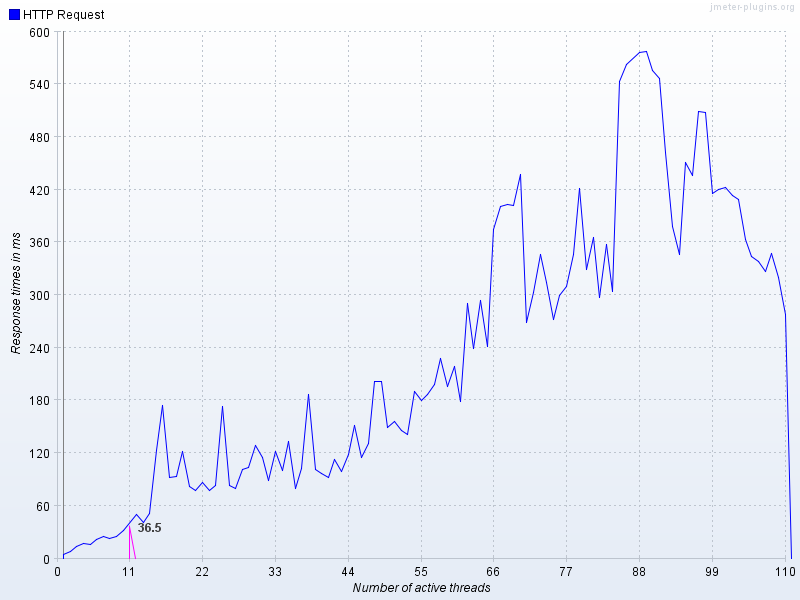 jmeter-plugins.org
HTTP Request
600
540
480
420
360
300
240
180
120
60
0
Response times in ms
36.5
0 11 22 33 44 55 66 77 88 99 110
Number of active threads